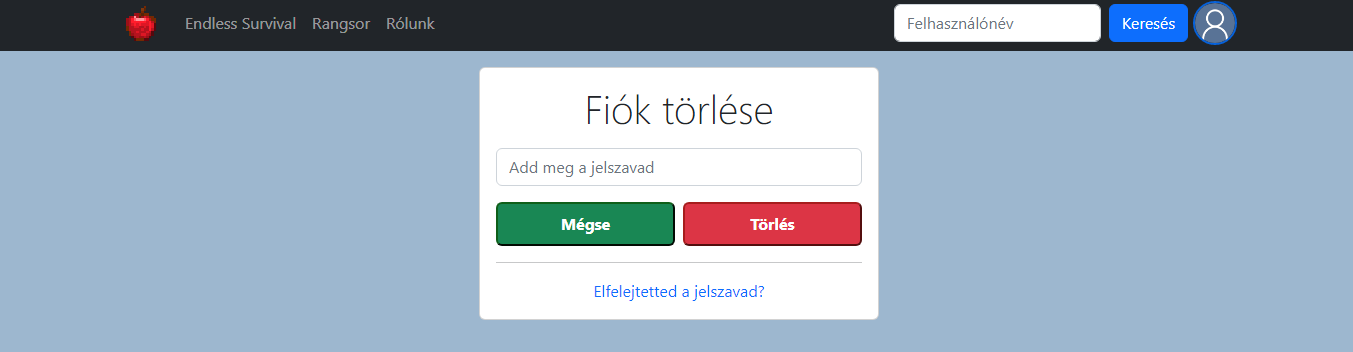 Endless Survival Rangsor Rólunk Felhasználónév Keresés
Fiók törlése
Add meg a jelszavad
Mégse Törlés
Elfelejtetted a jelszavad?